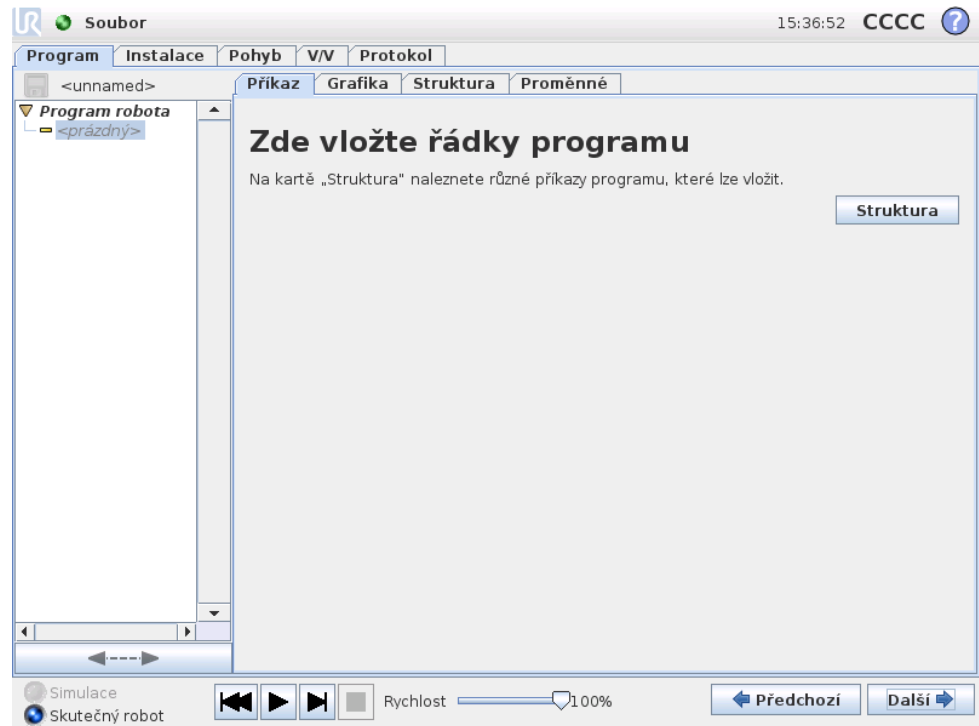 UR Soubor 15:36:52 CCCC ?
Program Instalace Pohyb V/V Protokol
<unnamed>
Příkaz Grafika Struktura Proměnné
Program robota
<prázdný>
Zde vložte řádky programu
Na kartě „Struktura" naleznete různé příkazy programu, které lze vložit.
Struktura
Simulace
Skutečný robot
Rychlost 100%
Předchozí Další